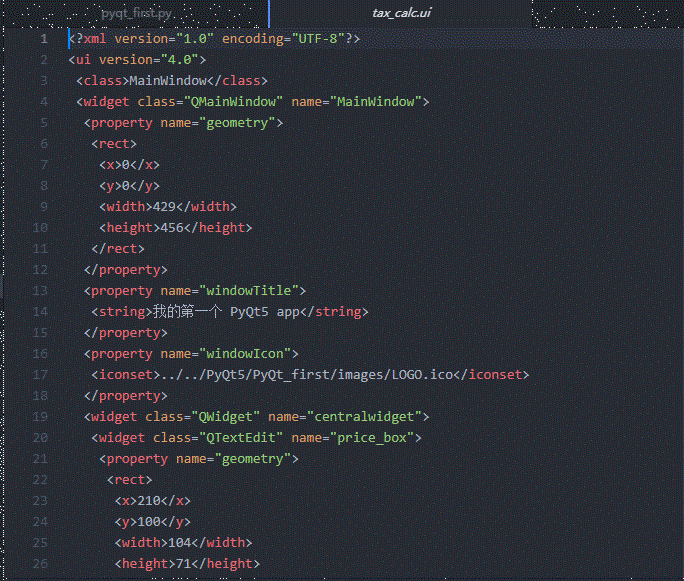 pyqt_first.py
tax_calc.ui
1 <?xml version="1.0" encoding="UTF-8"?>
2 <ui version="4.0">
3 <class>MainWindow</class>
4 <widget class="QMainWindow" name="MainWindow">
5 <property name="geometry">
6 <rect>
7 <x>0</x>
8 <y>0</y>
9 <width>429</width>
10 <height>456</height>
11 </rect>
12 </property>
13 <property name="windowTitle">
14 <string>我的第一个 PyQt5 app</string>
15 </property>
16 <property name="windowIcon">
17 <iconset>../../PyQt5/PyQt_first/images/LOGO.ico</iconset>
18 </property>
19 <widget class="QWidget" name="centralwidget">
20 <widget class="QTextEdit" name="price_box">
21 <property name="geometry">
22 <rect>
23 <x>210</x>
24 <y>100</y>
25 <width>104</width>
26 <height>71</height>